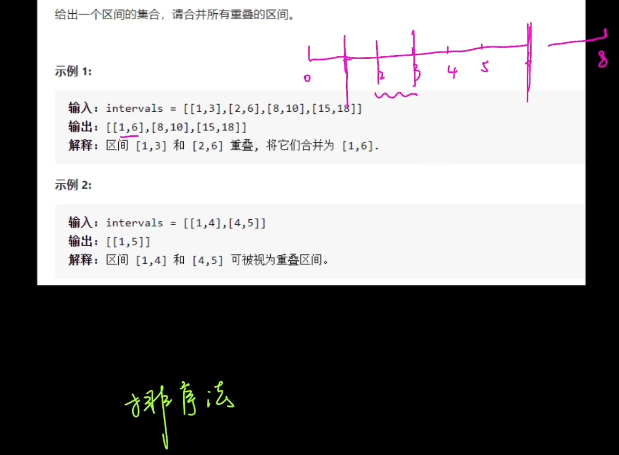 给出一个区间的集合，请合并所有重叠的区间。
0 2 3 4 5 8
示例 1:
输入: intervals = [[1,3],[2,6],[8,10],[15,18]]
输出: [[1,6],[8,10],[15,18]]
解释: 区间 [1,3] 和 [2,6] 重叠, 将它们合并为 [1,6].
示例 2:
输入: intervals = [[1,4],[4,5]]
输出: [[1,5]]
解释: 区间 [1,4] 和 [4,5] 可被视为重叠区间。
排序法